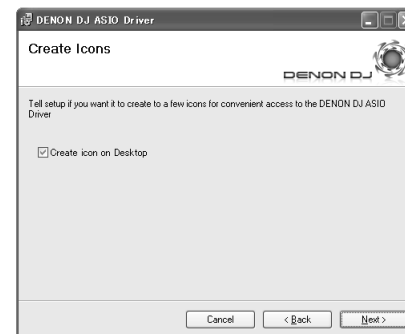 DENON DJ ASIO Driver
Create Icons
DENON DJ
Tell setup if you want it to create to a few icons for convenient access to the DENON DJ ASIO
Driver
Create icon on Desktop
Cancel
< Back
Next >